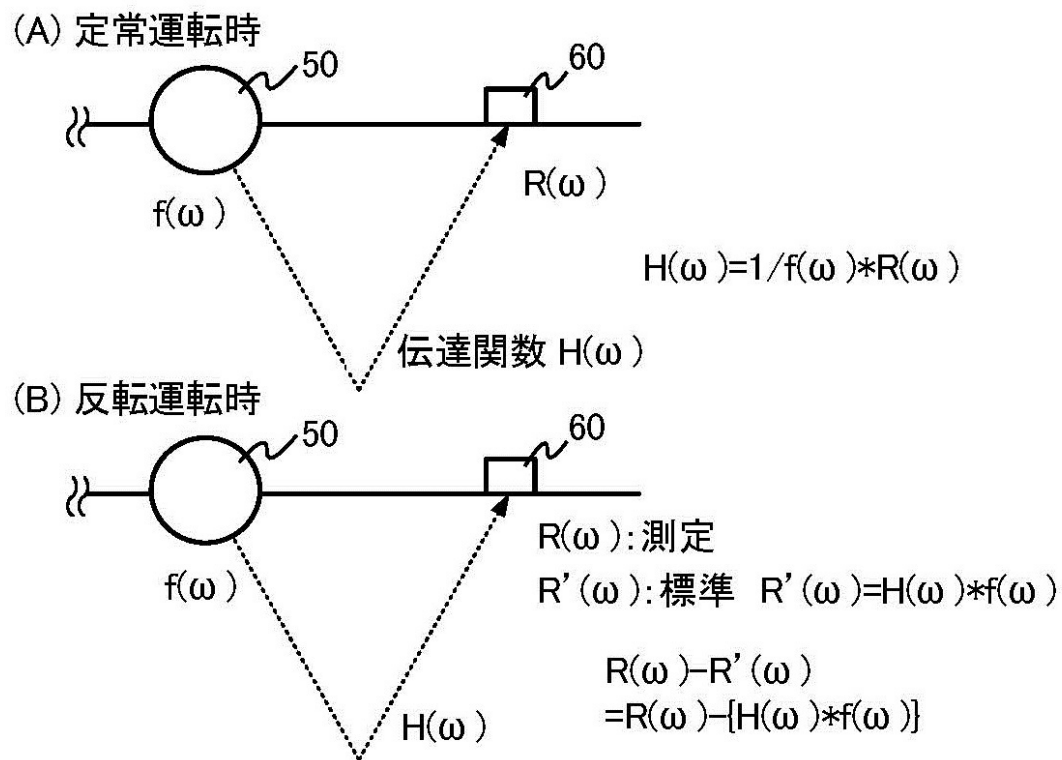 (A) 定常運転時
50
60
R(ω)
f(ω)
H(ω)=1/f(ω)*R(ω)
伝達関数 H(ω)
(B) 反転運転時
50
60
R(ω):測定
f(ω)
R’(ω):標準 R’(ω)=H(ω)*f(ω)
R(ω)-R’(ω)
=R(ω)-{H(ω)*f(ω)}
H(ω)